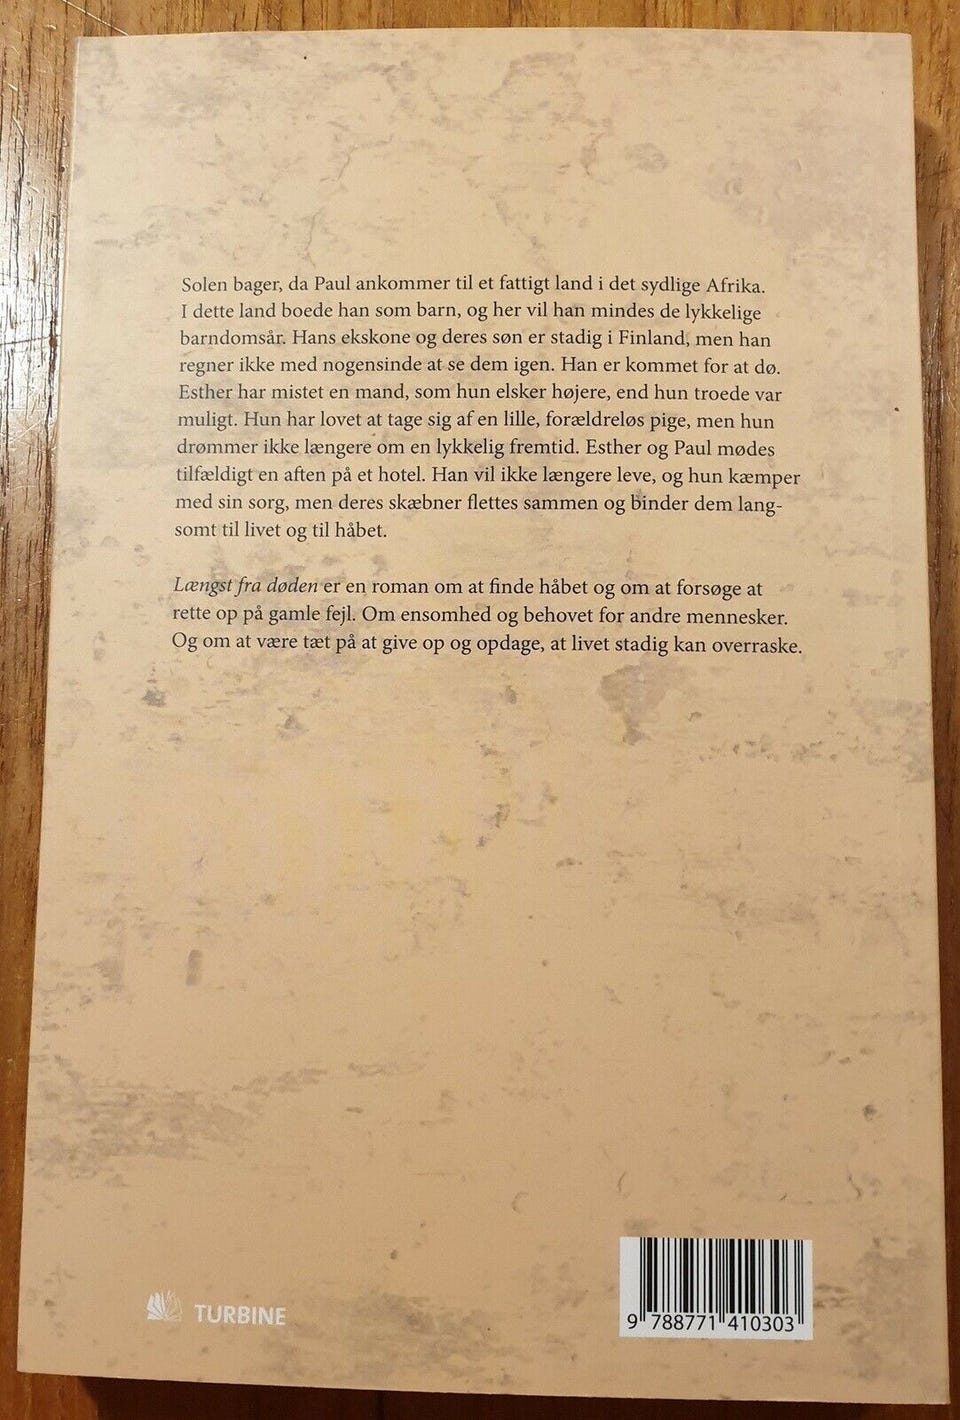 Solen bager, da Paul ankommer til et fattigt land i det sydlige Afrika.
I dette land boede han som barn, og her vil han mindes de lykkelige
barndomsår. Hans ekskone og deres søn er stadig i Finland, men han
regner ikke med nogensinde at se dem igen. Han er kommet for at dø.
Esther har mistet en mand, som hun elsker højere, end hun troede var
muligt. Hun har lovet at tage sig af en lille, forældreløs pige, men hun
drømmer ikke længere om en lykkelig fremtid. Esther og Paul mødes
tilfældigt en aften på et hotel. Han vil ikke længere leve, og hun kæmper
med sin sorg, men deres skæbner flettes sammen og binder dem lang-
somt til livet og til håbet.
Længst fra døden er en roman om at finde håbet og om at forsøge at
rette op på gamle fejl. Om ensomhed og behovet for andre mennesker.
Og om at være tæt på at give op og opdage, at livet stadig kan overraske.
TURBINE
9 788771 410303